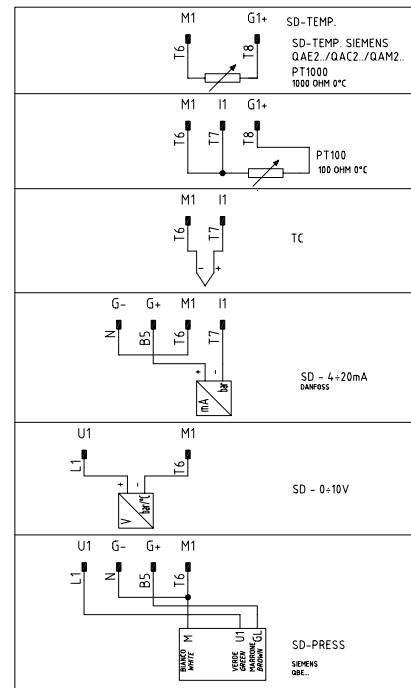 M1 G1+ SD-TEMP.
T6 T8
SD-TEMP. SIEMENS
QAE2../QAC2../QAM2..
PT1000
1000 OHM 0°C
M1 I1 G1+
T6 T7 T8
PT100
100 OHM 0°C
M1 I1
T6 T7
- +
TC
G- G+ M1 I1
N B5 T6 T7
+ -
mA bar
SD - 4÷20mA
DANFOSS
U1 M1
L1 T6
+ -
V bar/°C
SD - 0÷10V
U1 G- G+ M1
L1 N B5 T6
M U1 GL
BIANCO VERDE MARRONE
WHITE GREEN BROWN
SD-PRESS
SIEMENS
QBE...